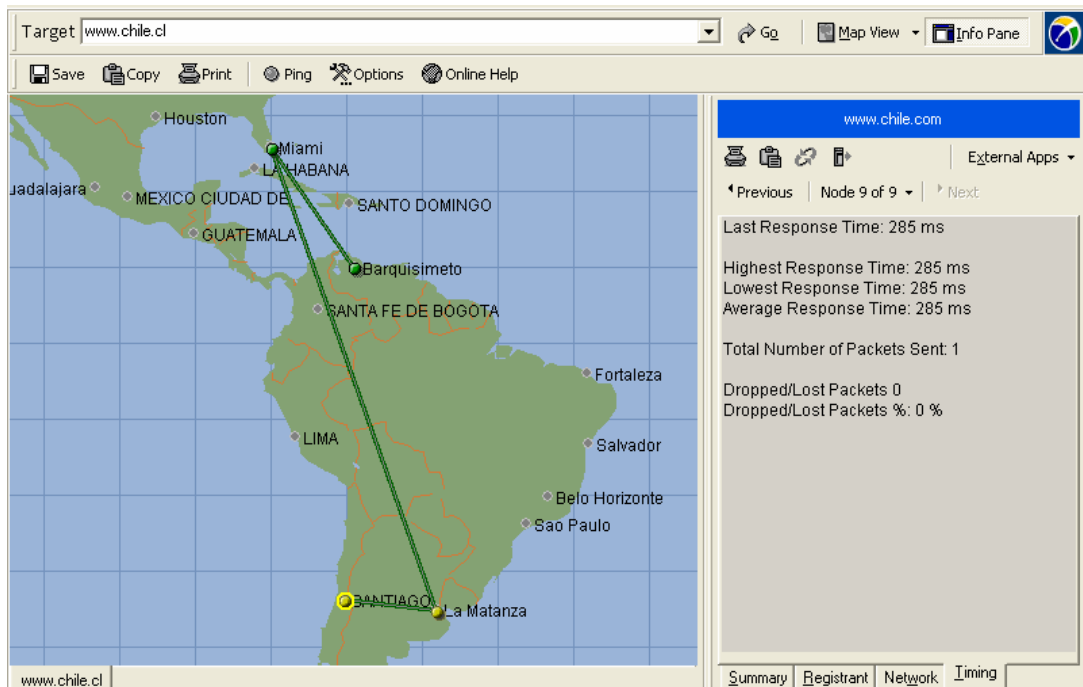 Target www.chile.cl Go Map View Info Pane
Save Copy Print Ping Options Online Help
Houston
Miami
LA HABANA
uadalajara
MEXICO CIUDAD DE
SANTO DOMINGO
GUATEMALA
Barquisimeto
SANTA FE DE BOGOTA
Fortaleza
LIMA
Salvador
Belo Horizonte
Sao Paulo
SANTIAGO
La Matanza
www.chile.cl
www.chile.com
External Apps
Previous Node 9 of 9 Next
Last Response Time: 285 ms
Highest Response Time: 285 ms
Lowest Response Time: 285 ms
Average Response Time: 285 ms
Total Number of Packets Sent: 1
Dropped/Lost Packets 0
Dropped/Lost Packets %: 0 %
Summary Registrant Network Timing